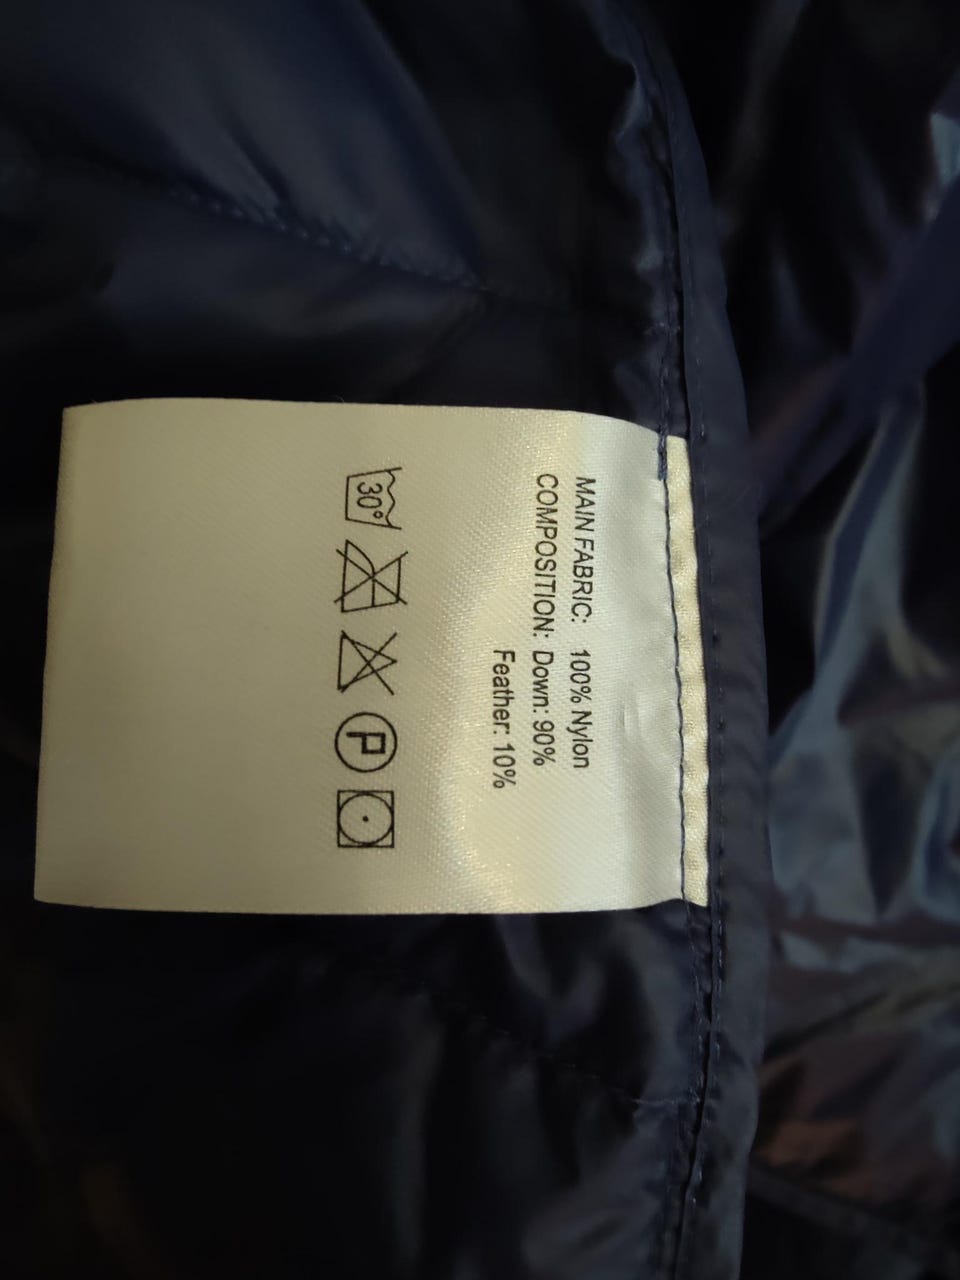 MAIN FABRIC: 100% Nylon
COMPOSITION: Down: 90%
Feather: 10%
30°
P